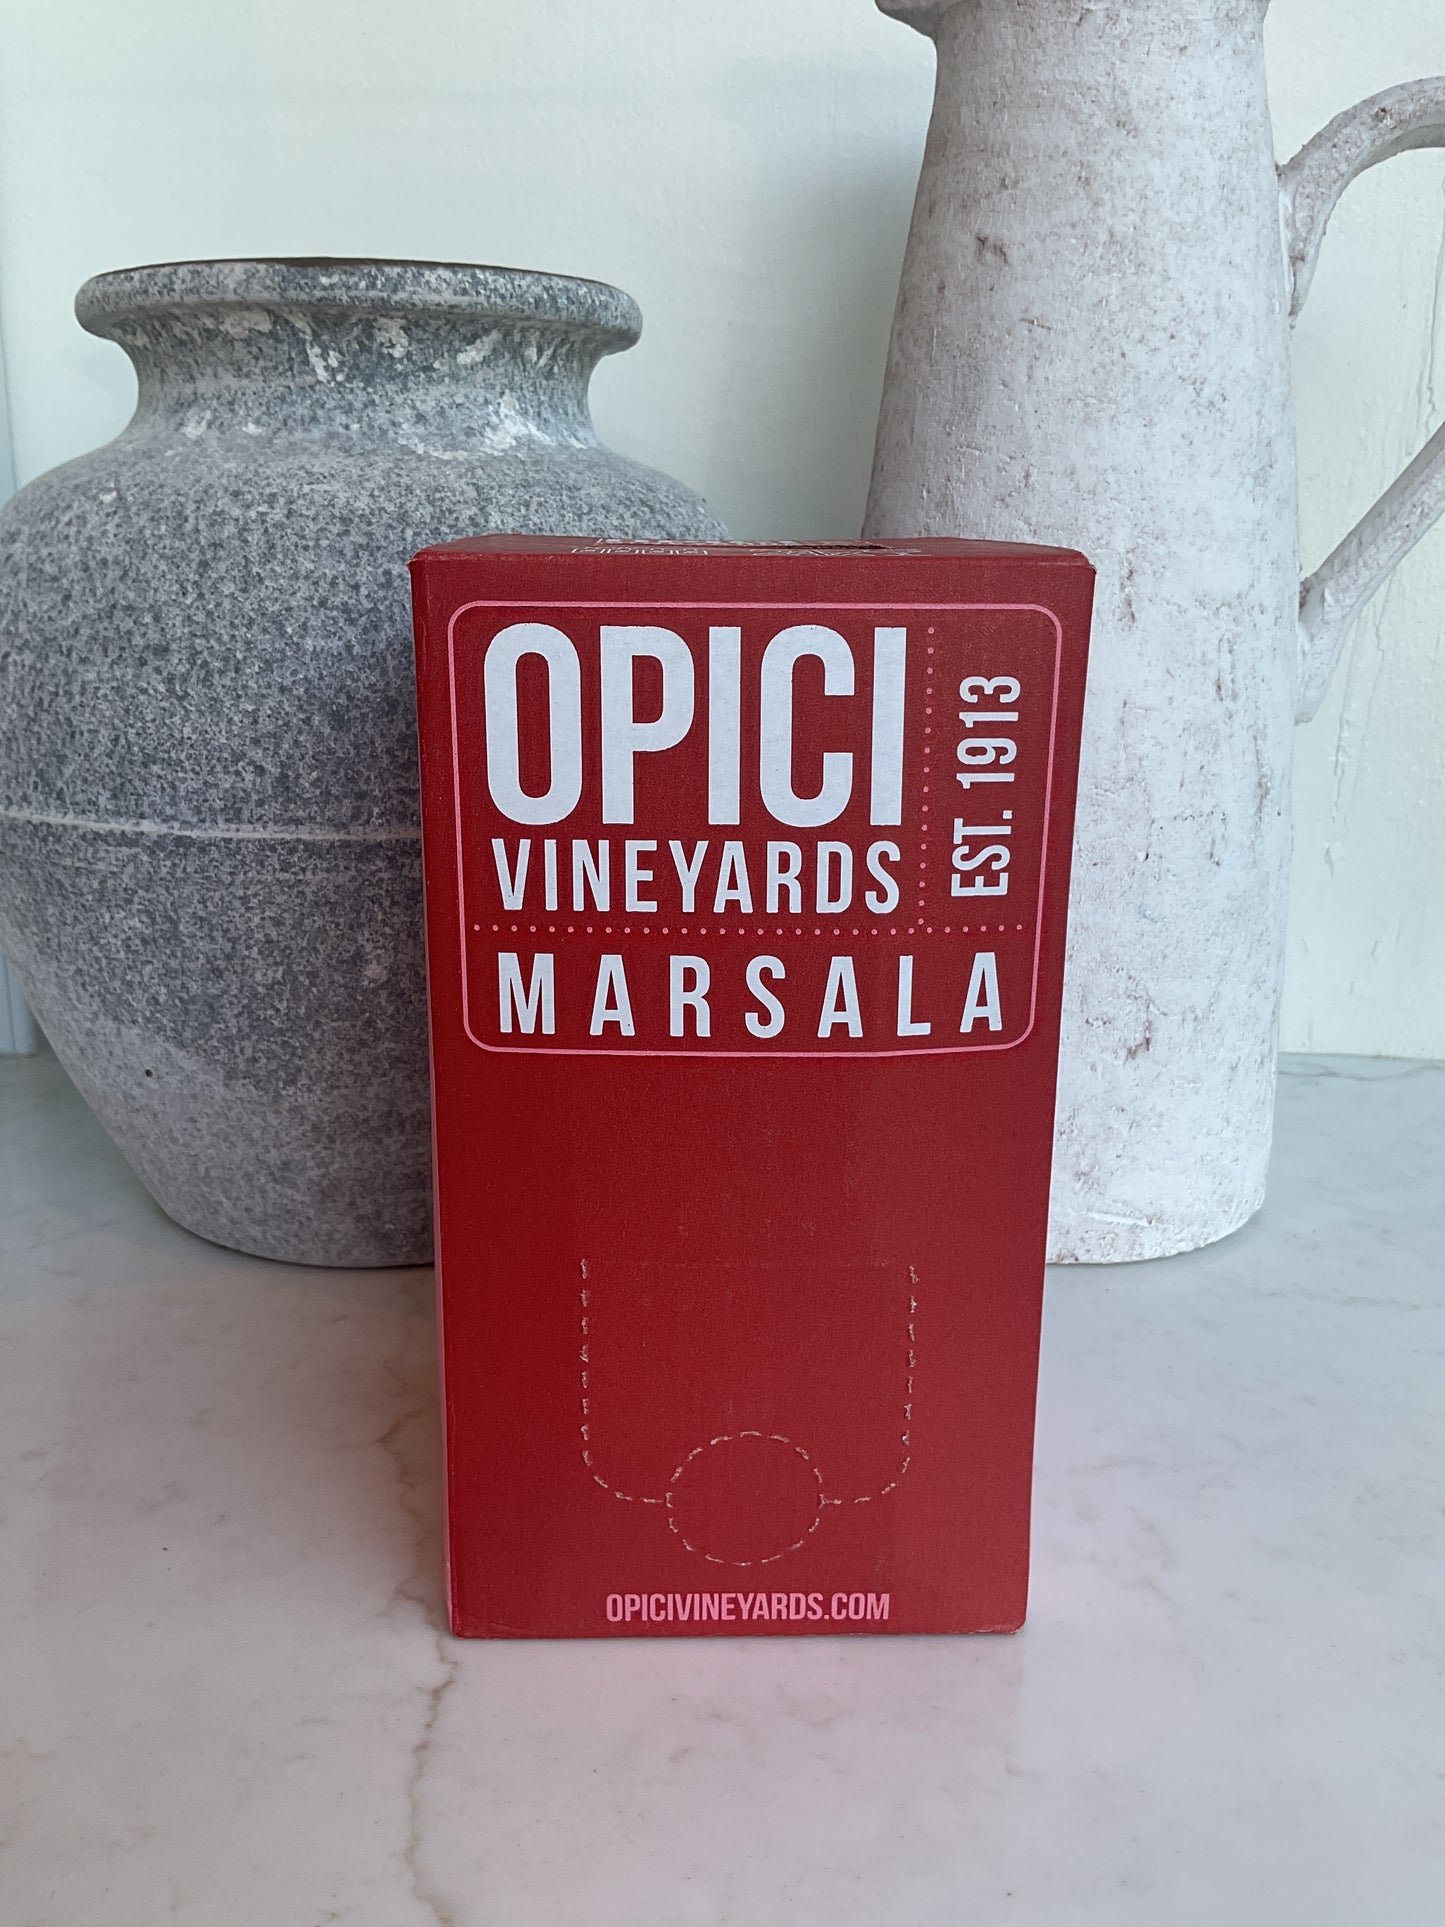 OPICI
VINEYARDS
EST. 1913
MARSALA
OPICIVINEYARDS.COM